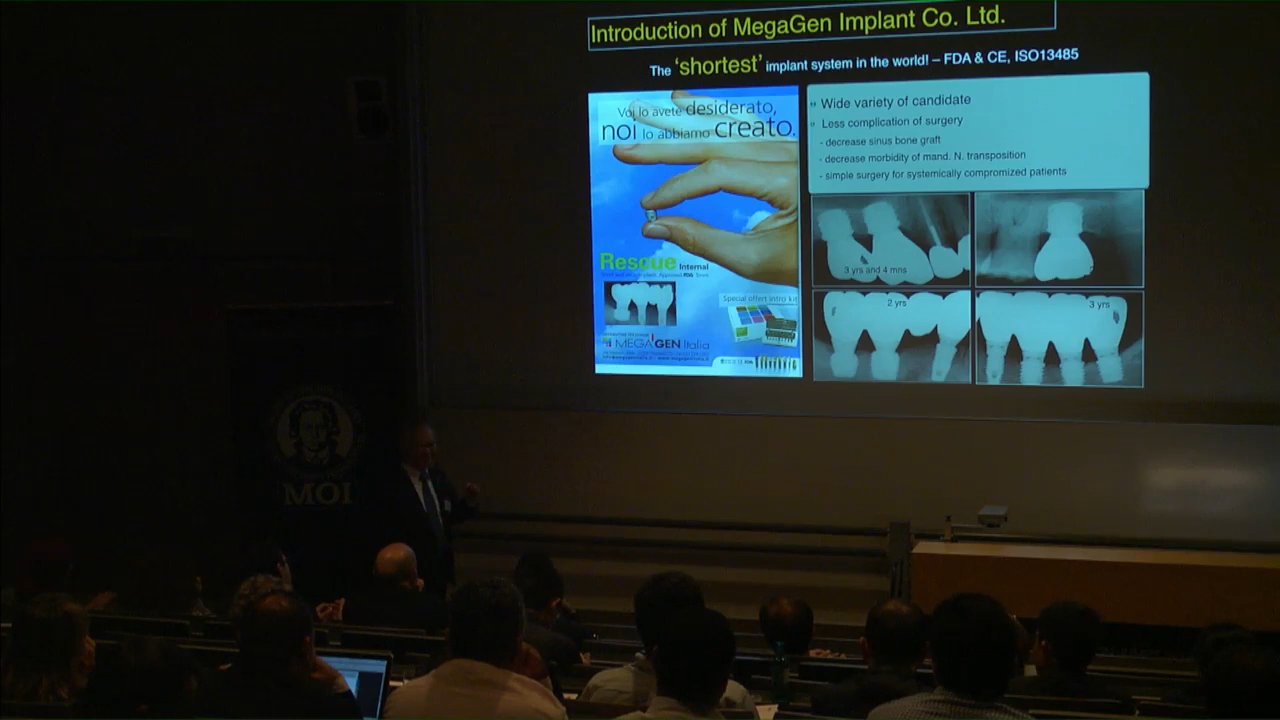 Introduction of MegaGen Implant Co. Ltd.
The 'shortest' implant system in the world! – FDA & CE, ISO13485
Voi lo avete desiderato,
noi lo abbiamo creato.
Rescue Internal
Special offert intro kit
MEGA'GEN Italia
Wide variety of candidate
Less complication of surgery
- decrease sinus bone graft
- decrease morbidity of mand. N. transposition
- simple surgery for systemically compromized patients
3 yrs and 4 mns
2 yrs
3 yrs
MOI